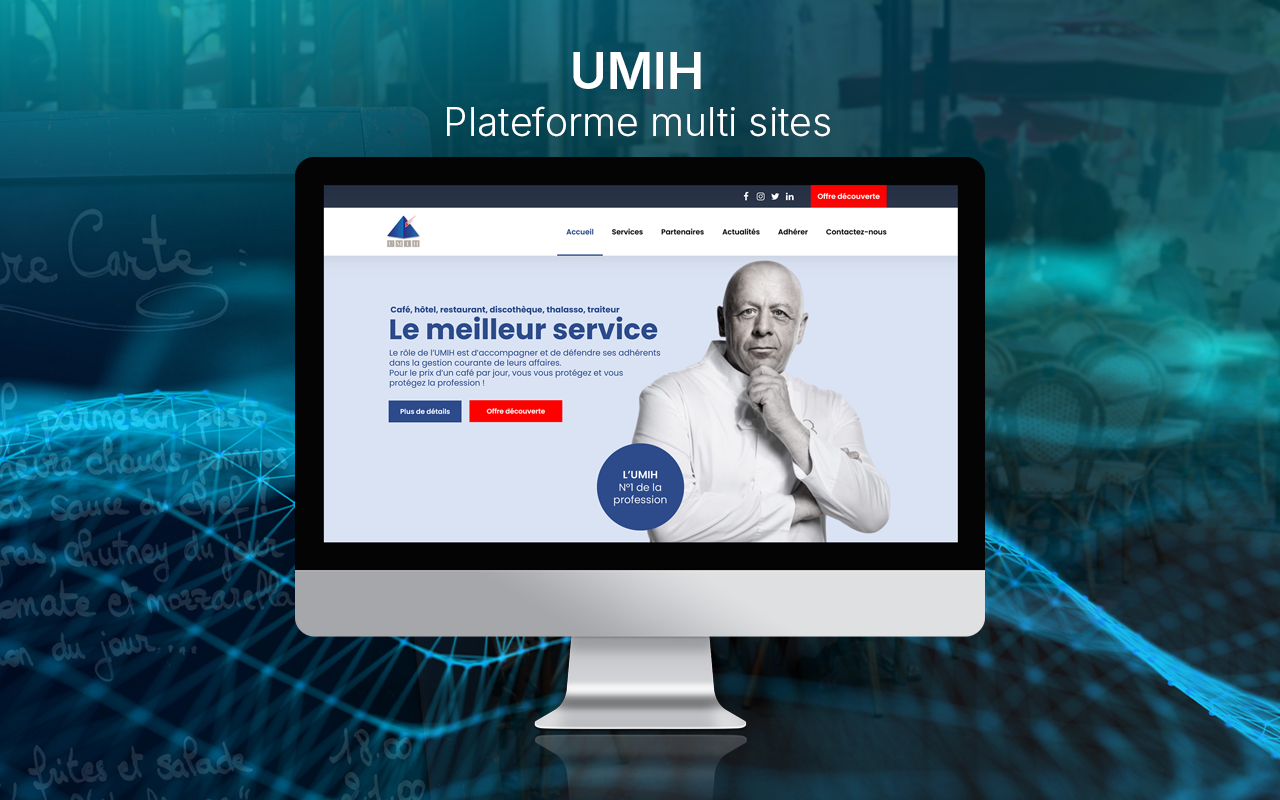 UMIH
Plateforme multi sites
Offre découverte
UMIH
Accueil Services Partenaires Actualités Adhérer Contactez-nous
Café, hôtel, restaurant, discothèque, thalasso, traiteur
Le meilleur service
Le rôle de l'UMIH est d'accompagner et de défendre ses adhérents
dans la gestion courante de leurs affaires.
Pour le prix d'un café par jour, vous vous protégez et vous
protégez la profession !
Plus de détails Offre découverte
L'UMIH
N°1 de la
profession
re Carte :
parmesan, pesto
chèvre chauds pommes
sauce du chef !
ras, chutney du jour
omate et mozzarella
on du jour...
frites et salade 18.00